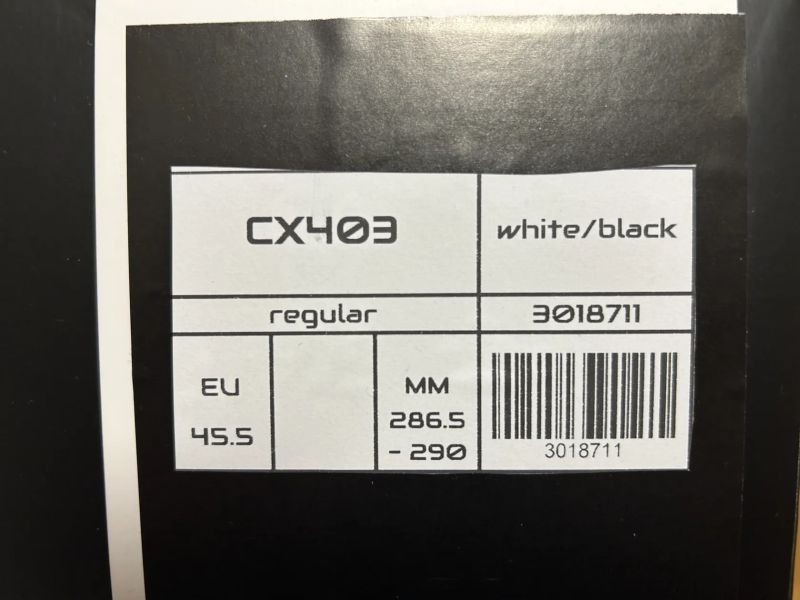 CX403
white/black
regular
3018711
EU
45.5
MM
286.5
- 290
3018711